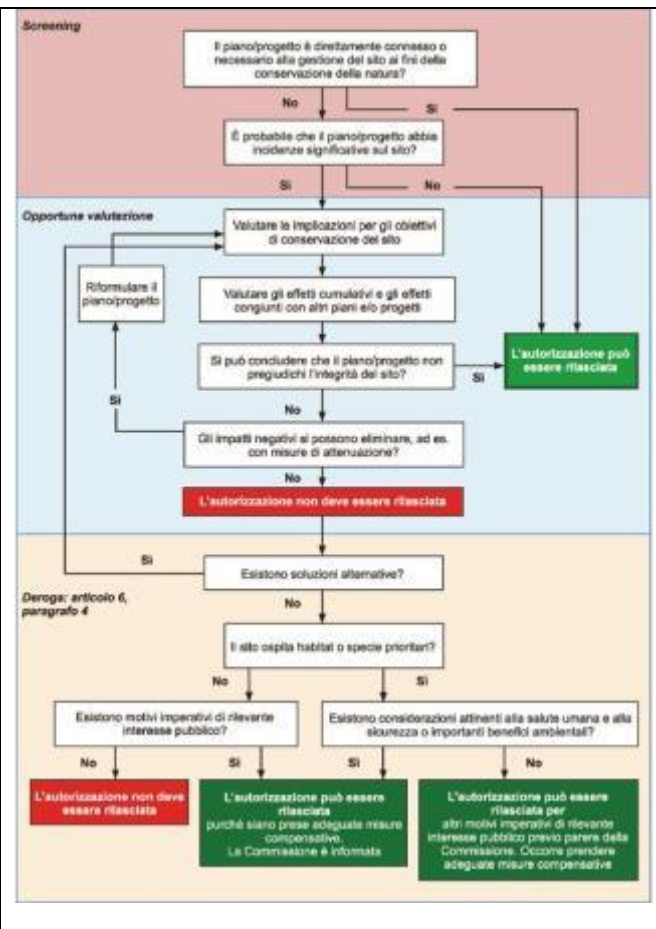 Screening
Il piano/progetto è direttamente connesso o
necessario alla gestione del sito ai fini della
conservazione della natura?
No
Sì
È probabile che il piano/progetto abbia
incidenze significative sul sito?
Sì
No
Opportuna valutazione
Valutare le implicazioni per gli obiettivi
di conservazione del sito
Riformulare il
piano/progetto
Valutare gli effetti cumulativi e gli effetti
congiunti con altri piani e/o progetti
L'autorizzazione può
essere rilasciata
Si può concludere che il piano/progetto non
pregiudichi l'integrità del sito?
Sì
Sì
No
Gli impatti negativi si possono eliminare, ad es.
con misure di attenuazione?
No
L'autorizzazione non deve essere rilasciata
Sì
Esistono soluzioni alternative?
Deroga: articolo 6,
paragrafo 4
No
Il sito ospita habitat o specie prioritari?
No
Sì
Esistono motivi imperativi di rilevante
interesse pubblico?
Esistono considerazioni attinenti alla salute umana e alla
sicurezza o importanti benefici ambientali?
No
Sì
Sì
No
L'autorizzazione non deve
essere rilasciata
L'autorizzazione può essere
rilasciata
purché siano prese adeguate misure
compensative.
La Commissione è informata
L'autorizzazione può essere
rilasciata per
altri motivi imperativi di rilevante
interesse pubblico previo parere della
Commissione. Occorre prendere
adeguate misure compensative